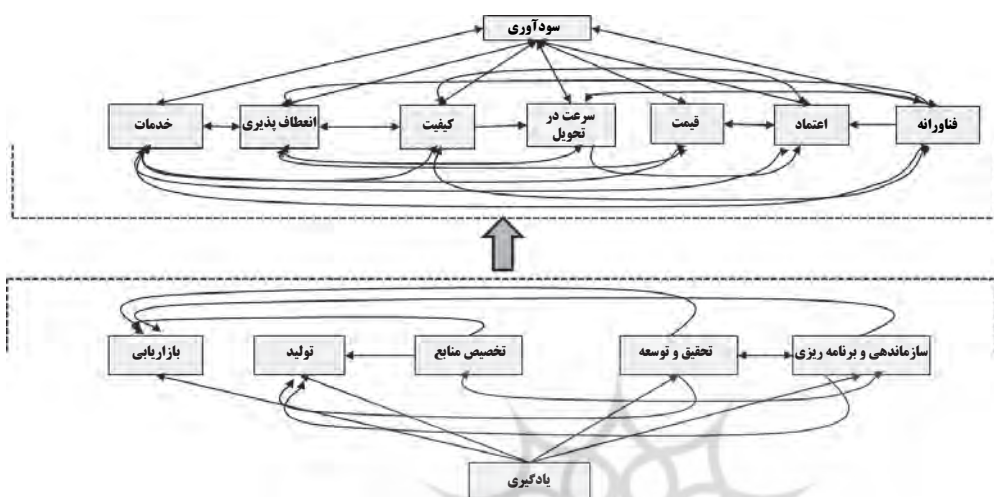 سودآوری
فناورانه
اعتماد
قیمت
سرعت در
تحویل
کیفیت
انعطاف پذیری
خدمات
سازماندهی و برنامه ریزی
تحقیق و توسعه
تخصیص منابع
تولید
بازاریابی
یادگیری